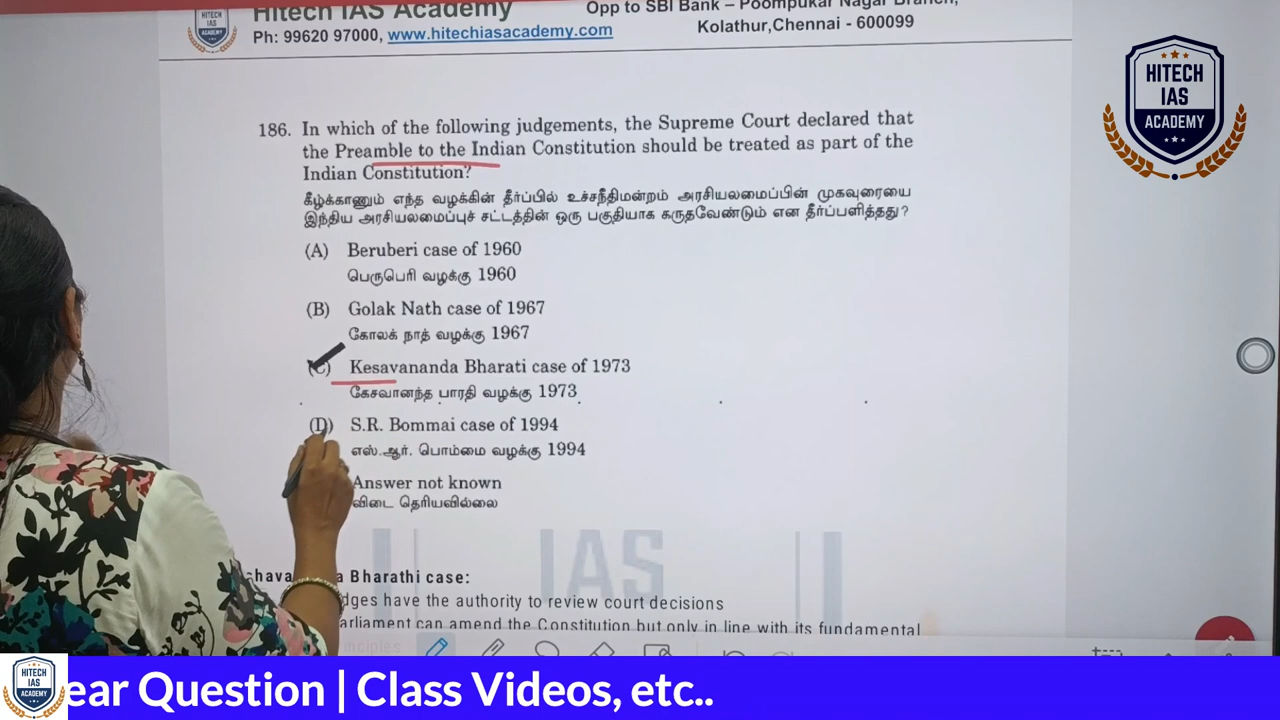 Hitech IAS Academy
Opp to SBI Bank – Poompukar Nagar Branch,
Ph: 99620 97000, www.hitechiasacademy.com
Kolathur,Chennai - 600099
HITECH
IAS
ACADEMY
186. In which of the following judgements, the Supreme Court declared that
the Preamble to the Indian Constitution should be treated as part of the
Indian Constitution?
கீழ்க்காணும் எந்த வழக்கின் தீர்ப்பில் உச்சநீதிமன்றம் அரசியலமைப்பின் முகவுரையை
இந்திய அரசியலமைப்புச் சட்டத்தின் ஒரு பகுதியாக கருதவேண்டும் என தீர்ப்பளித்தது?
(A) Beruberi case of 1960
பெருபெரி வழக்கு 1960
(B) Golak Nath case of 1967
கோலக் நாத் வழக்கு 1967
(C) Kesavananda Bharati case of 1973
கேசவானந்த பாரதி வழக்கு 1973
(D) S.R. Bommai case of 1994
எஸ்.ஆர். பொம்மை வழக்கு 1994
Answer not known
விடை தெரியவில்லை
IAS
Bharathi case:
have the authority to review court decisions
can amend the Constitution but only in line with its fundamental
HITECH
IAS
ACADEMY
ear Question | Class Videos, etc..